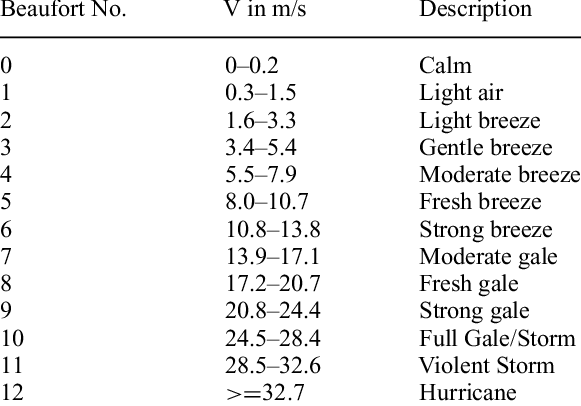 Beaufort No. V in m/s Description
0 0–0.2 Calm
1 0.3–1.5 Light air
2 1.6–3.3 Light breeze
3 3.4–5.4 Gentle breeze
4 5.5–7.9 Moderate breeze
5 8.0–10.7 Fresh breeze
6 10.8–13.8 Strong breeze
7 13.9–17.1 Moderate gale
8 17.2–20.7 Fresh gale
9 20.8–24.4 Strong gale
10 24.5–28.4 Full Gale/Storm
11 28.5–32.6 Violent Storm
12 >=32.7 Hurricane